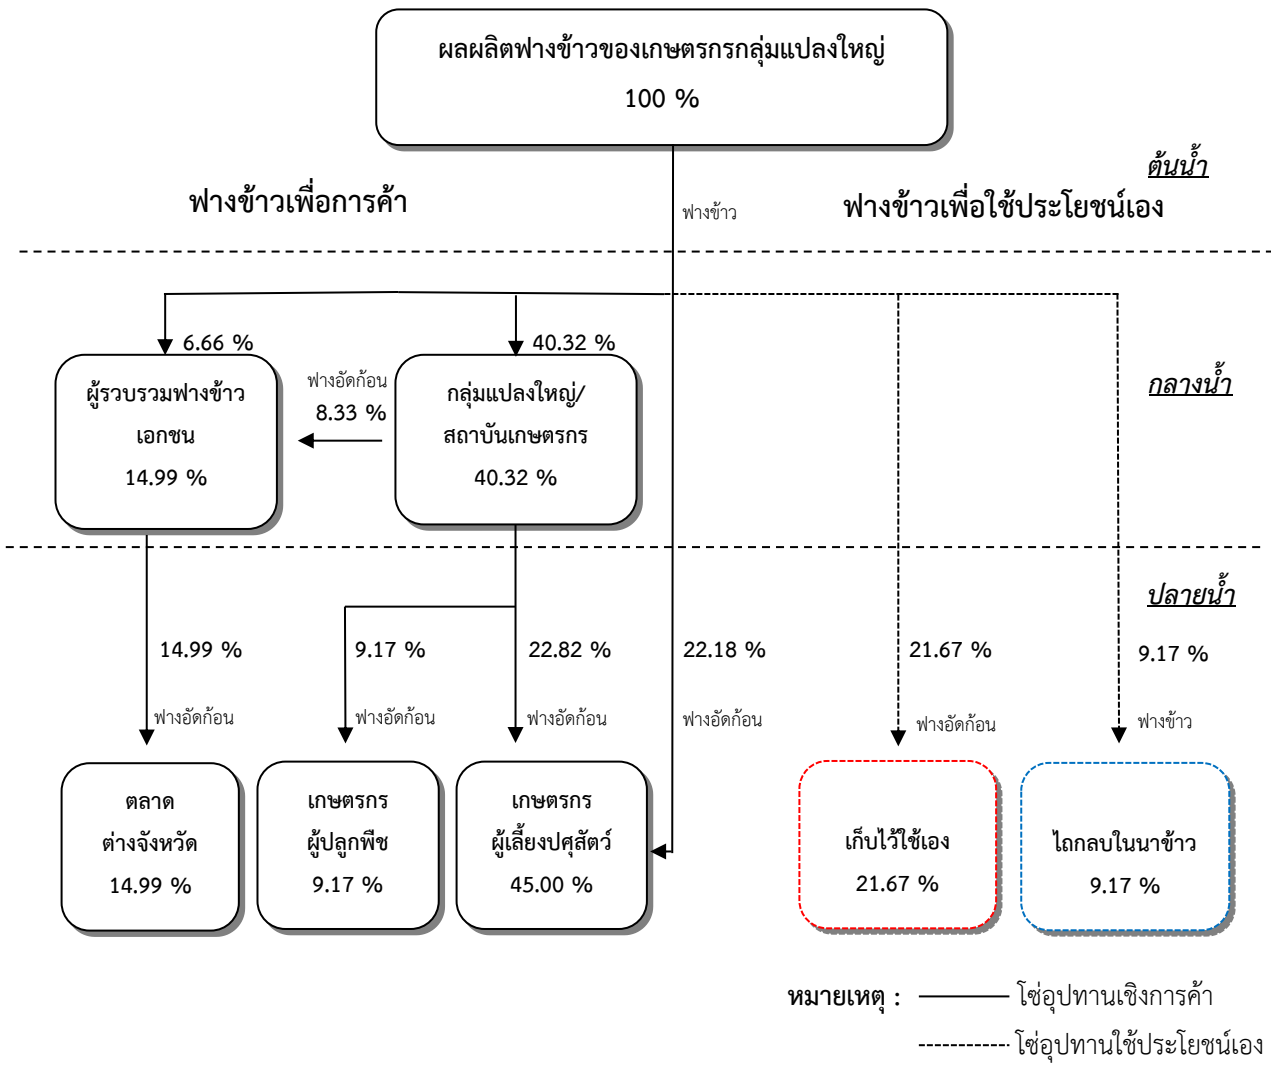 ผลผลิตฟางข้าวของเกษตรกรกลุ่มแปลงใหญ่
100 %
ต้นน้ำ
ฟางข้าวเพื่อการค้า
ฟางข้าว
ฟางข้าวเพื่อใช้ประโยชน์เอง
6.66 %
40.32 %
ผู้รวบรวมฟางข้าว
เอกชน
14.99 %
ฟางอัดก้อน
8.33 %
กลุ่มแปลงใหญ่/
สถาบันเกษตรกร
40.32 %
กลางน้ำ
ปลายน้ำ
14.99 %
9.17 %
22.82 %
22.18 %
21.67 %
9.17 %
ฟางอัดก้อน
ฟางอัดก้อน
ฟางอัดก้อน
ฟางอัดก้อน
ฟางอัดก้อน
ฟางข้าว
ตลาด
ต่างจังหวัด
14.99 %
เกษตรกร
ผู้ปลูกพืช
9.17 %
เกษตรกร
ผู้เลี้ยงปศุสัตว์
45.00 %
เก็บไว้ใช้เอง
21.67 %
ไถกลบในนาข้าว
9.17 %
หมายเหตุ :
โซ่อุปทานเชิงการค้า
โซ่อุปทานใช้ประโยชน์เอง